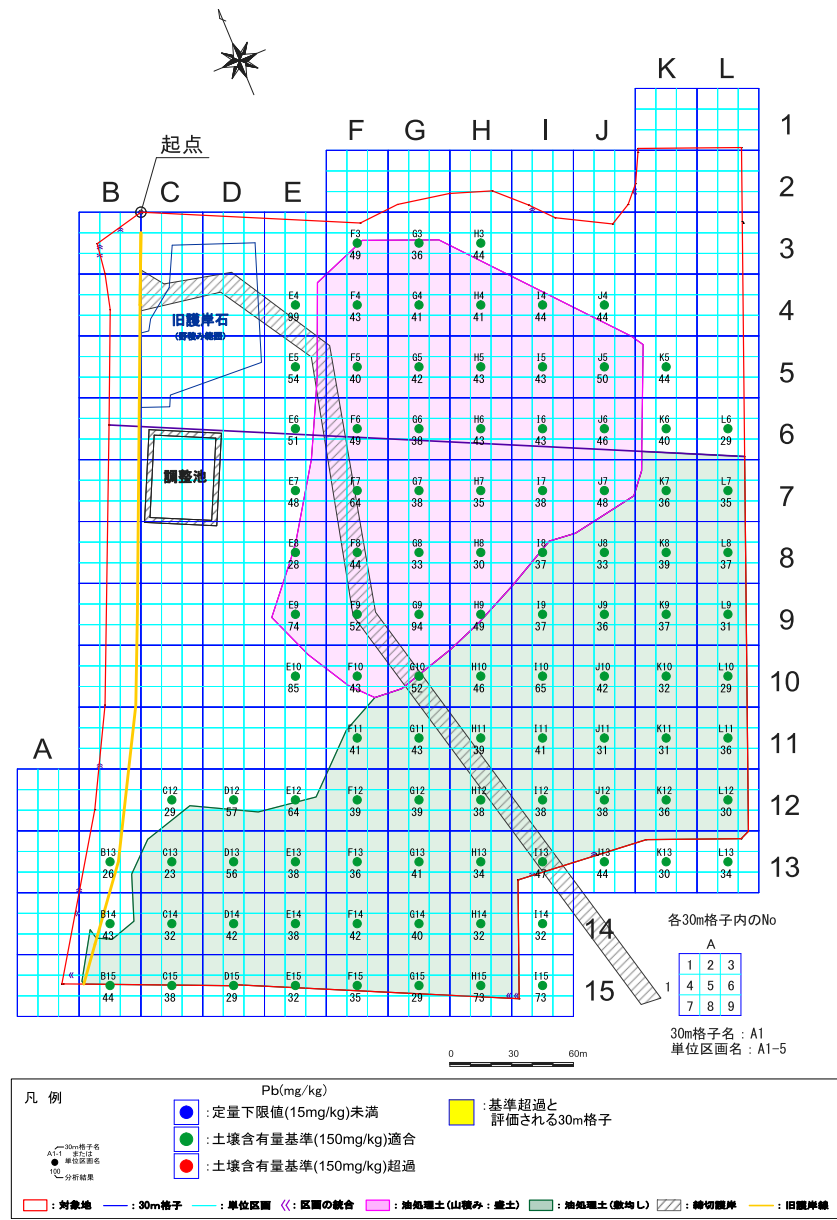 K L
F G H I J
1
起点
2
B C D E
F3 G3 H3
3
49 36 44
E4 F4 G4 H4 I4 J4
4
99 43 41 41 44 44
旧護岸石
E5 F5 G5 H5 I5 J5 K5
5
54 40 42 43 43 50 44
E6 F6 G6 H6 I6 J6 K6 L6
6
51 49 38 43 43 46 40 29
調整池
E7 F7 G7 H7 I7 J7 K7 L7
7
48 64 38 35 38 48 36 35
E8 F8 G8 H8 I8 J8 K8 L8
8
28 44 33 30 37 33 39 37
E9 F9 G9 H9 I9 J9 K9 L9
9
74 52 94 49 37 36 37 31
E10 F10 G10 H10 I10 J10 K10 L10
10
85 43 52 46 65 42 32 29
F11 G11 H11 I11 J11 K11 L11
11
41 43 39 41 31 31 36
A
C12 D12 E12 F12 G12 H12 I12 J12 K12 L12
12
29 57 64 39 39 38 38 38 36 30
B13 C13 D13 E13 F13 G13 H13 I13 J13 K13 L13
13
26 23 56 38 36 41 34 47 44 30 34
B14 C14 D14 E14 F14 G14 H14 I14
14
43 32 42 38 42 40 32 32
B15 C15 D15 E15 F15 G15 H15 I15
15
44 38 29 32 35 29 73 73
各30m格子内のNo
A
1 2 3
1 4 5 6
7 8 9
30m格子名：A1
単位区画名：A1-5
0 30 60m
凡 例
Pb(mg/kg)
：定量下限値(15mg/kg)未満
：土壌含有量基準(150mg/kg)適合
：土壌含有量基準(150mg/kg)超過
：基準超過と
評価される30m格子
30m格子名
または
A1-1 単位区画名
100 分析結果
：対象地 ：30m格子 ：単位区画 ：区画の統合 ：油処理土(山積み：盛土) ：油処理土(敷均し) ：締切護岸 ：旧護岸線